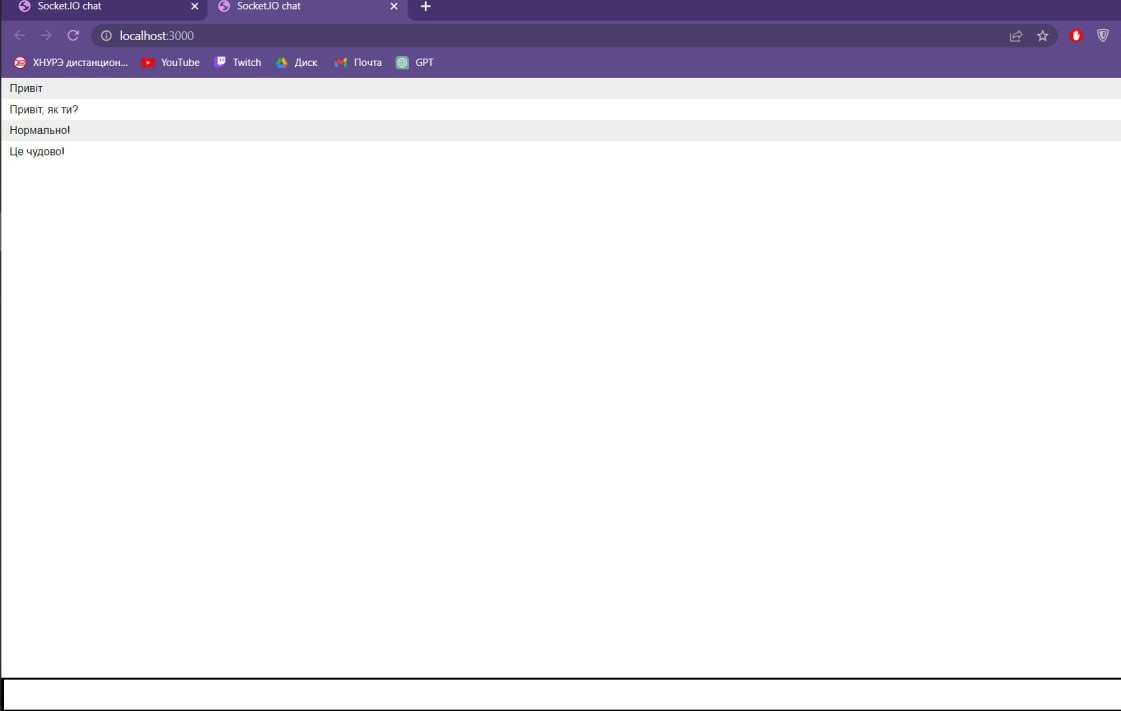 Socket.IO chat
Socket.IO chat
localhost:3000
ХНУРЭ дистанцион...
YouTube
Twitch
Диск
Почта
GPT
Привіт
Привіт, як ти?
Нормально!
Це чудово!